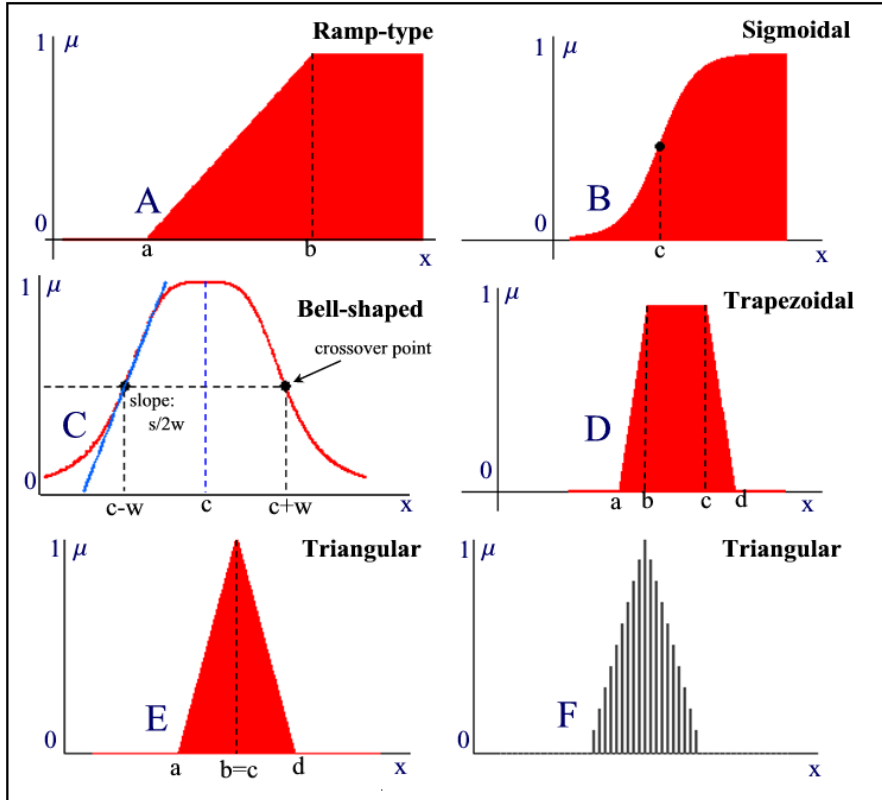 1 μ Ramp-type
A
0
a b x
1 μ Sigmoidal
B
0
c x
1 μ Bell-shaped
crossover point
C slope:
s/2w
0
c-w c c+w x
1 μ Trapezoidal
D
0
a b c d x
1 μ Triangular
E
0
a b=c d x
1 μ Triangular
F
0
x